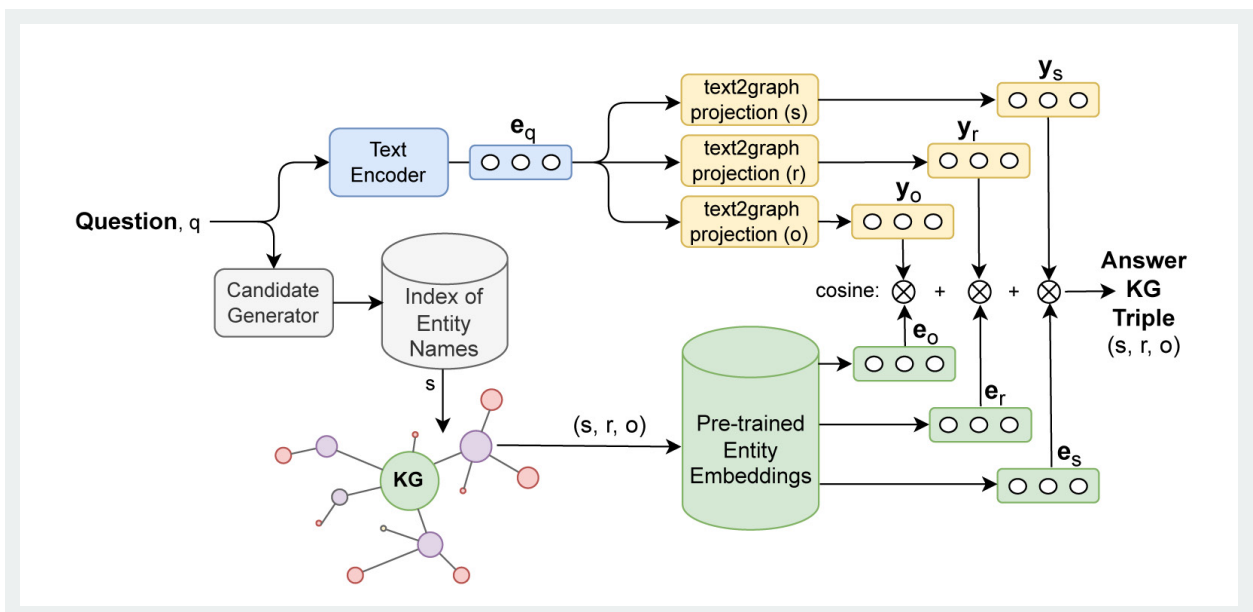 Question, q
Text
Encoder
e_q
text2graph
projection (s)
text2graph
projection (r)
text2graph
projection (o)
y_s
y_r
y_o
Candidate
Generator
Index of
Entity
Names
s
KG
(s, r, o)
Pre-trained
Entity
Embeddings
cosine: ⊗ + ⊗ + ⊗
e_o
e_r
e_s
Answer
KG
Triple
(s, r, o)